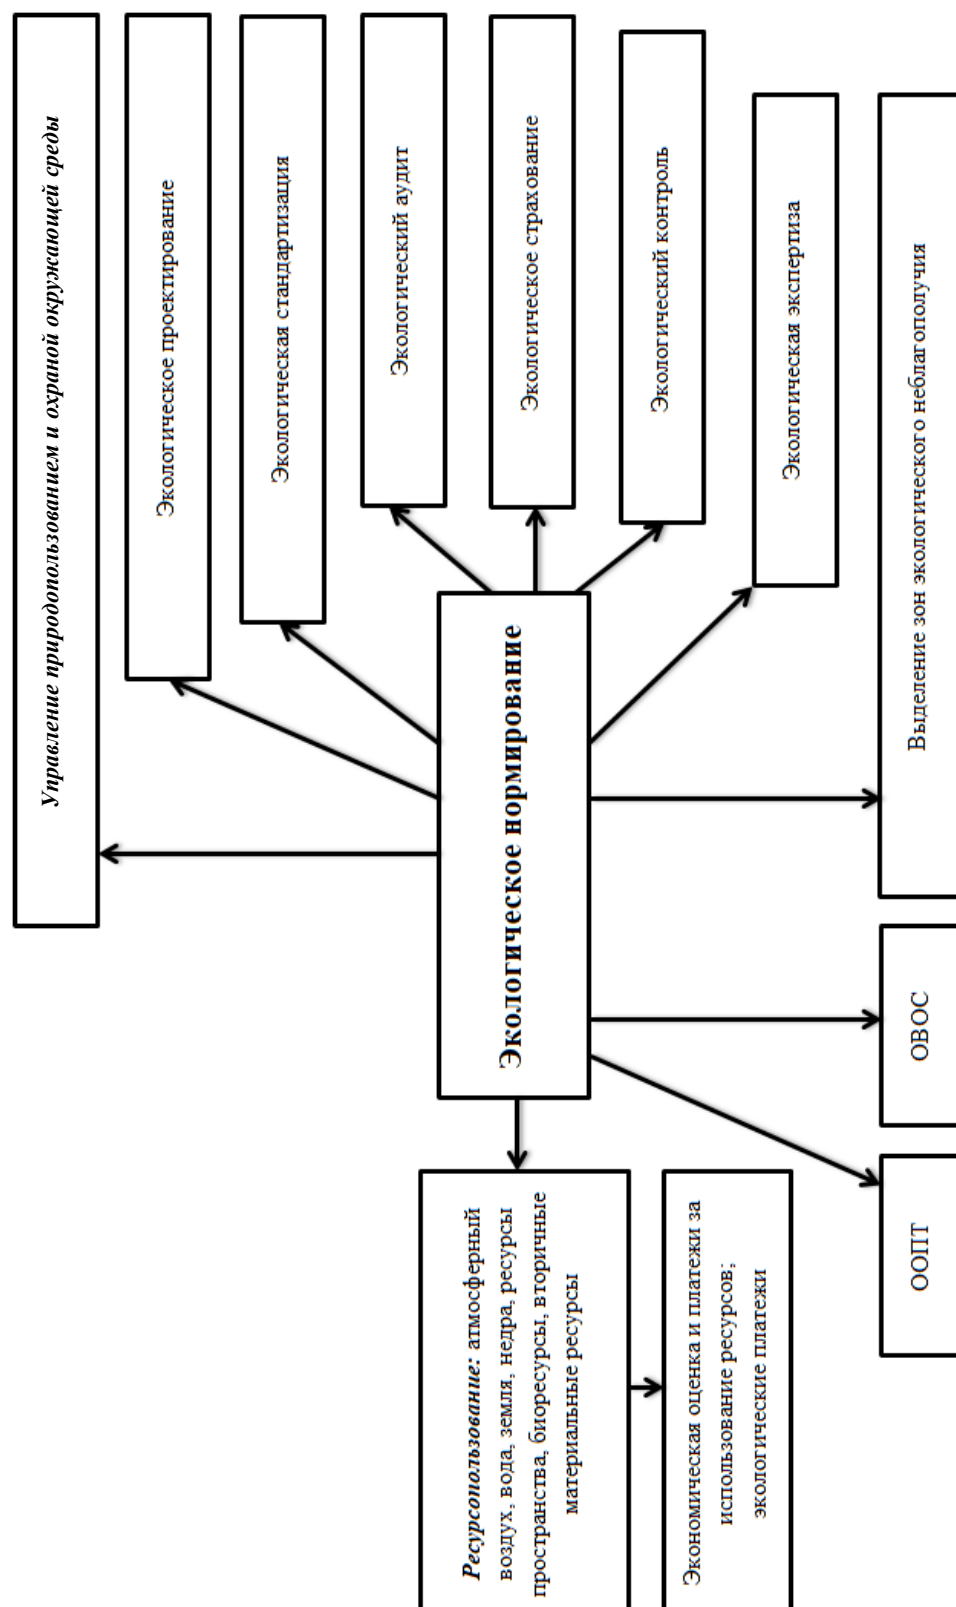 Управление природопользованием и охраной окружающей среды
Экологическое проектирование
Экологическая стандартизация
Экологический аудит
Экологическое страхование
Экологический контроль
Экологическая экспертиза
Экологическое нормирование
Ресурсопользование: атмосферный
воздух, вода, земля, недра, ресурсы
пространства, биоресурсы, вторичные
материальные ресурсы
Экономическая оценка и платежи за
использование ресурсов;
экологические платежи
ООПТ
ОВОС
Выделение зон экологического неблагополучия